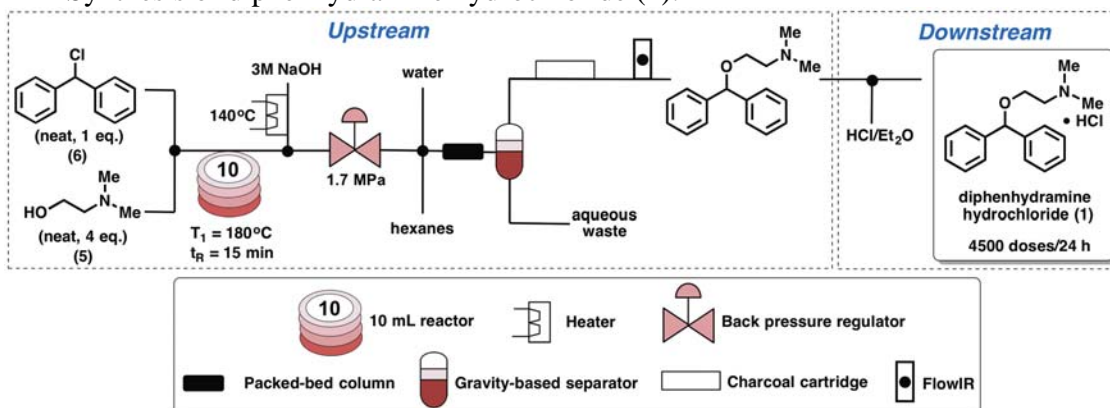 Upstream
Downstream
Cl
(neat, 1 eq.)
(6)
HO
N
Me
Me
(neat, 4 eq.)
(5)
10
T1 = 180°C
tR = 15 min
3M NaOH
140°C
1.7 MPa
water
hexanes
aqueous
waste
O
N
Me
Me
HCl/Et2O
O
N
Me
Me
• HCl
diphenhydramine
hydrochloride (1)
4500 doses/24 h
10
10 mL reactor
Heater
Back pressure regulator
Packed-bed column
Gravity-based separator
Charcoal cartridge
FlowIR